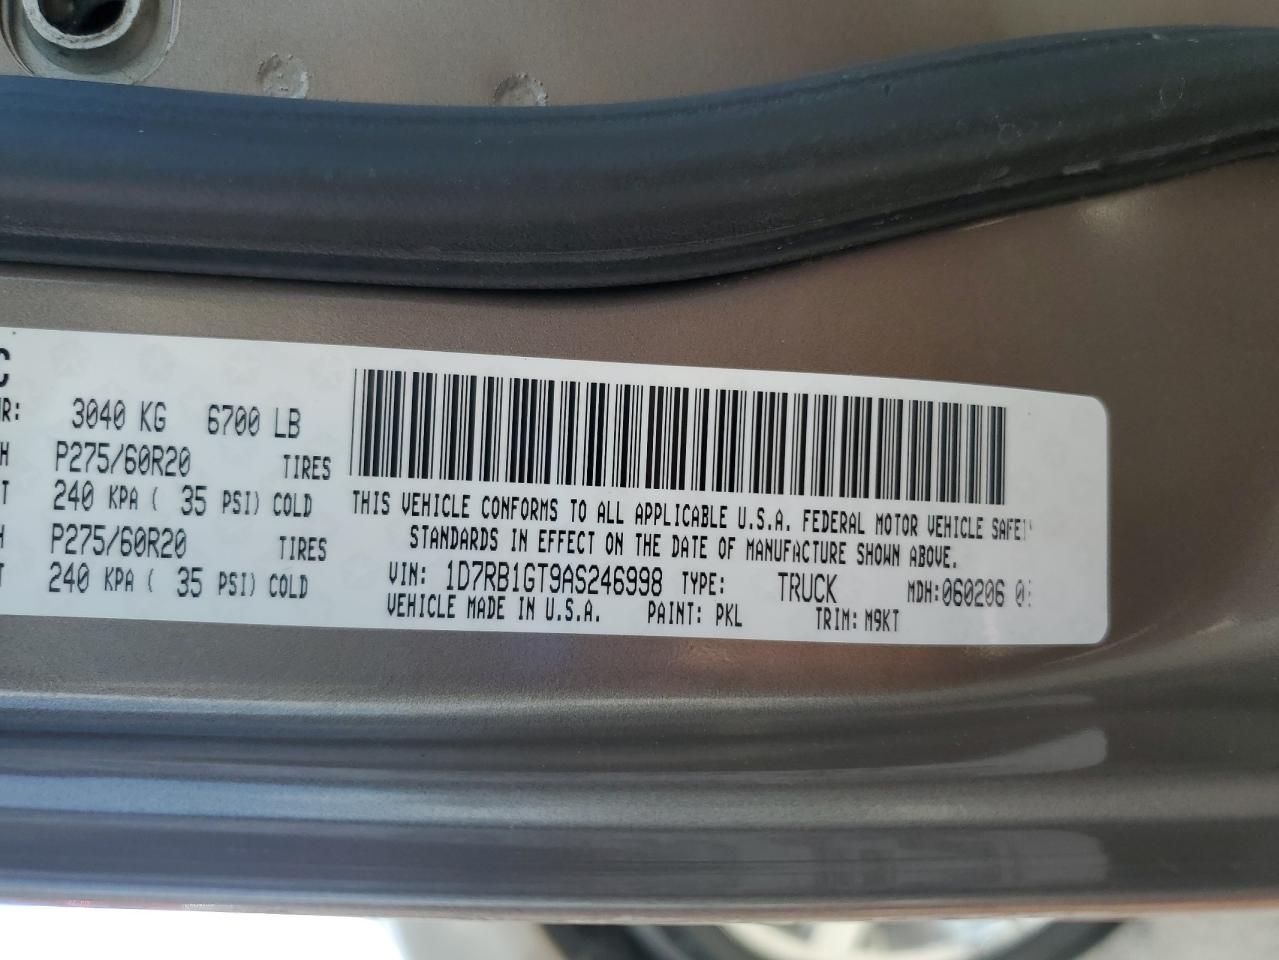 C
WR: 3040 KG 6700 LB
H P275/60R20 TIRES
T 240 KPA ( 35 PSI) COLD
H P275/60R20 TIRES
T 240 KPA ( 35 PSI) COLD
THIS VEHICLE CONFORMS TO ALL APPLICABLE U.S.A. FEDERAL MOTOR VEHICLE SAFET
STANDARDS IN EFFECT ON THE DATE OF MANUFACTURE SHOWN ABOVE.
VIN: 1D7RB1GT9AS246998 TYPE: TRUCK MDH:060206 0
VEHICLE MADE IN U.S.A. PAINT: PKL TRIM: M9KT